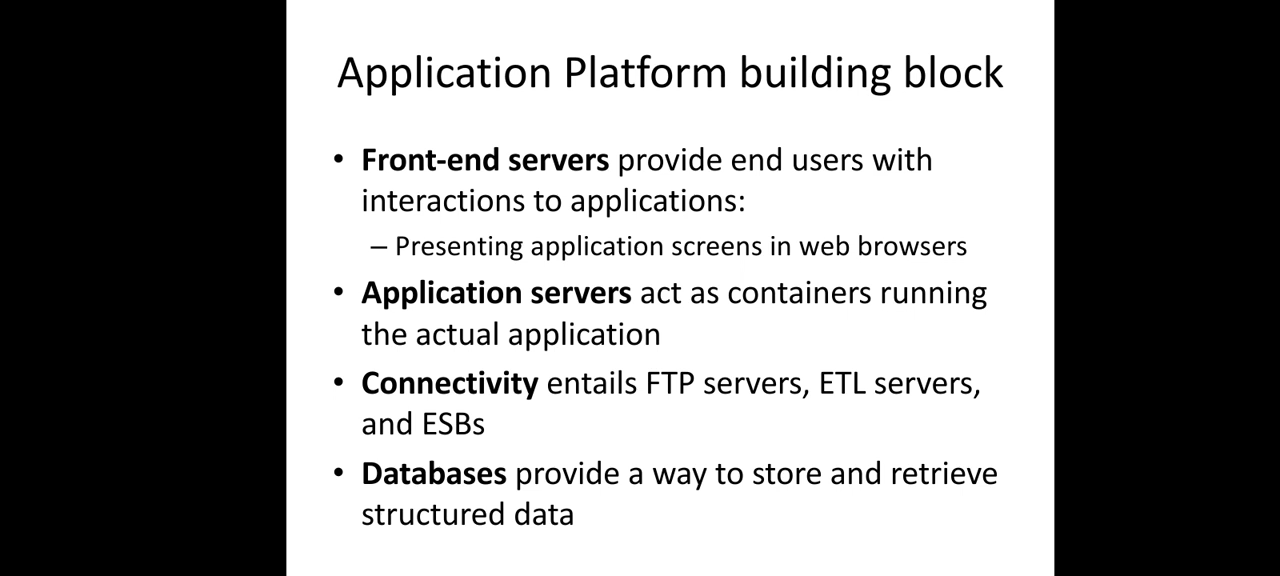 Application Platform building block
• Front-end servers provide end users with
interactions to applications:
– Presenting application screens in web browsers
• Application servers act as containers running
the actual application
• Connectivity entails FTP servers, ETL servers,
and ESBs
• Databases provide a way to store and retrieve
structured data